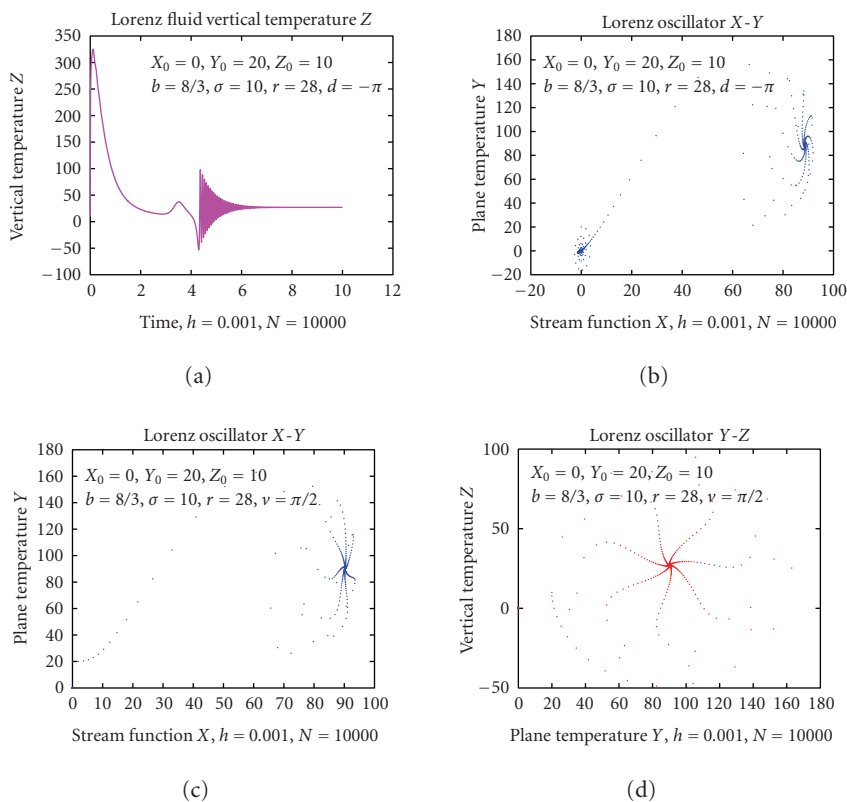 Lorenz fluid vertical temperature Z
X₀ = 0, Y₀ = 20, Z₀ = 10
b = 8/3, σ = 10, r = 28, d = −π
Vertical temperature Z
350
300
250
200
150
100
50
0
−50
−100
0 2 4 6 8 10 12
Time, h = 0.001, N = 10000
(a)
Lorenz oscillator X-Y
X₀ = 0, Y₀ = 20, Z₀ = 10
b = 8/3, σ = 10, r = 28, d = −π
Plane temperature Y
180
160
140
120
100
80
60
40
20
0
−20
−20 0 20 40 60 80 100
Stream function X, h = 0.001, N = 10000
(b)
Lorenz oscillator X-Y
X₀ = 0, Y₀ = 20, Z₀ = 10
b = 8/3, σ = 10, r = 28, v = π/2
Plane temperature Y
180
160
140
120
100
80
60
40
20
0
0 10 20 30 40 50 60 70 80 90 100
Stream function X, h = 0.001, N = 10000
(c)
Lorenz oscillator Y-Z
X₀ = 0, Y₀ = 20, Z₀ = 10
b = 8/3, σ = 10, r = 28, v = π/2
Vertical temperature Z
100
50
0
−50
0 20 40 60 80 100 120 140 160 180
Plane temperature Y, h = 0.001, N = 10000
(d)